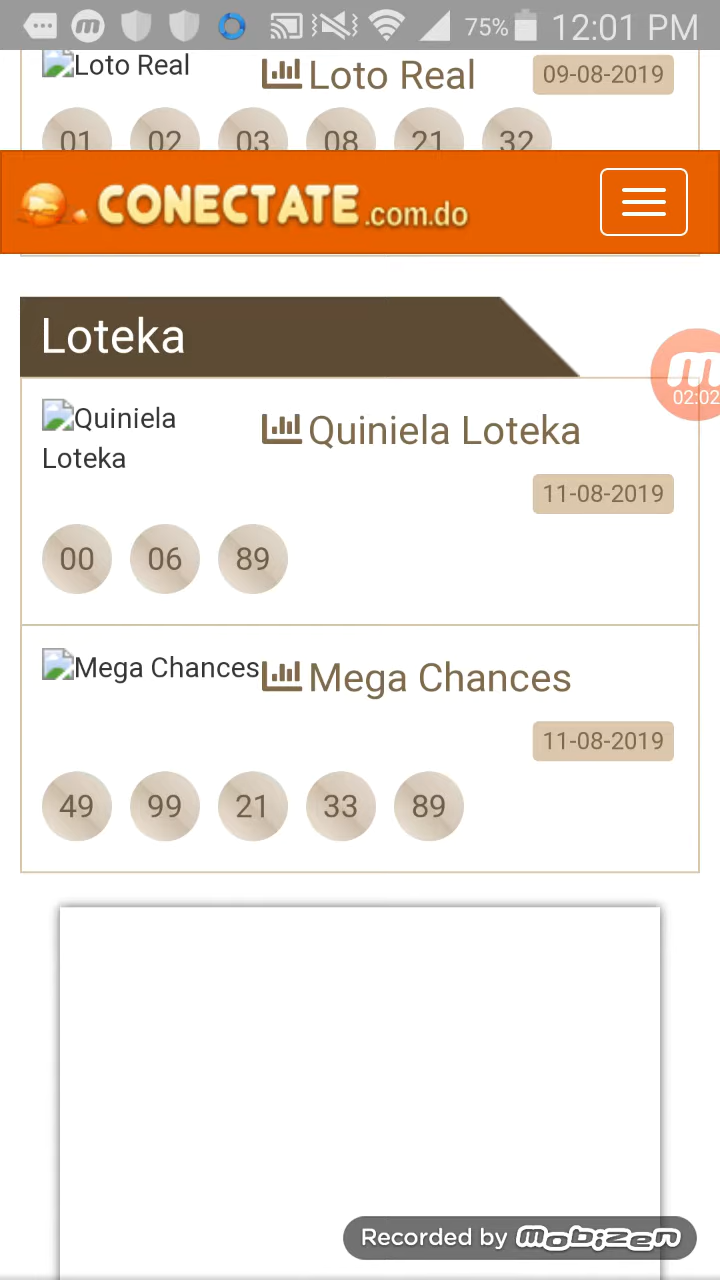 75% 12:01 PM
Loto Real Loto Real 09-08-2019
01 02 03 08 21 32
CONECTATE.com.do
Loteka
02:02
Quiniela
Loteka
Quiniela Loteka
11-08-2019
00 06 89
Mega Chances Mega Chances
11-08-2019
49 99 21 33 89
Recorded by mobizen